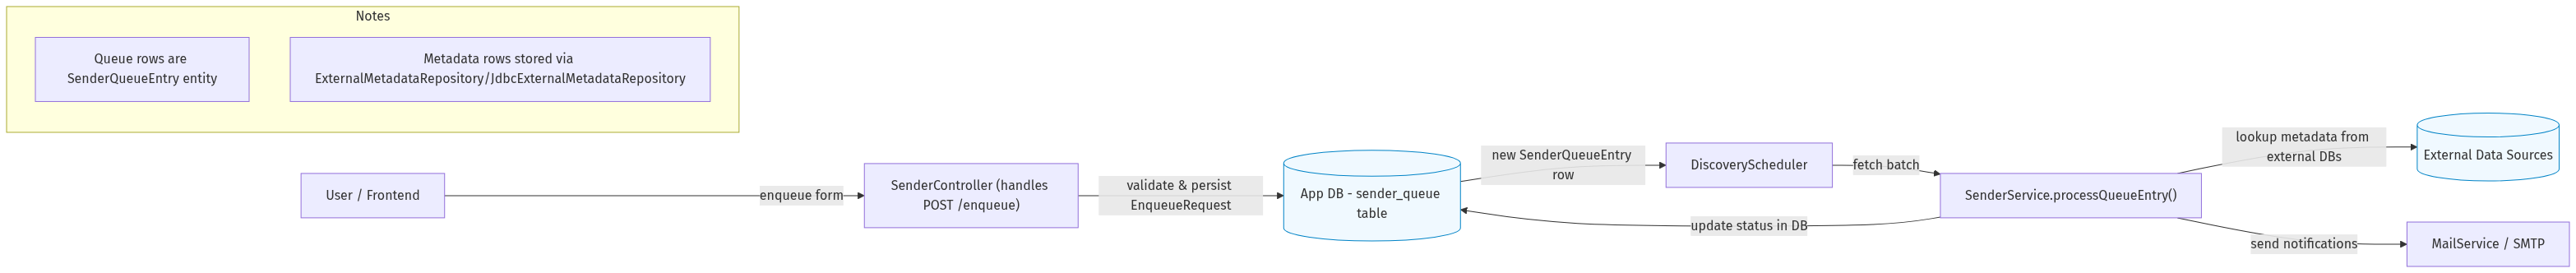 Notes
Queue rows are
SenderQueueEntry entity
Metadata rows stored via
ExternalMetadataRepository/JdbcExternalMetadataRepository
User / Frontend
enqueue form
SenderController (handles
POST /enqueue)
validate & persist
EnqueueRequest
App DB - sender_queue
table
new SenderQueueEntry
row
DiscoveryScheduler
fetch batch
SenderService.processQueueEntry()
update status in DB
lookup metadata from
external DBs
External Data Sources
send notifications
MailService / SMTP